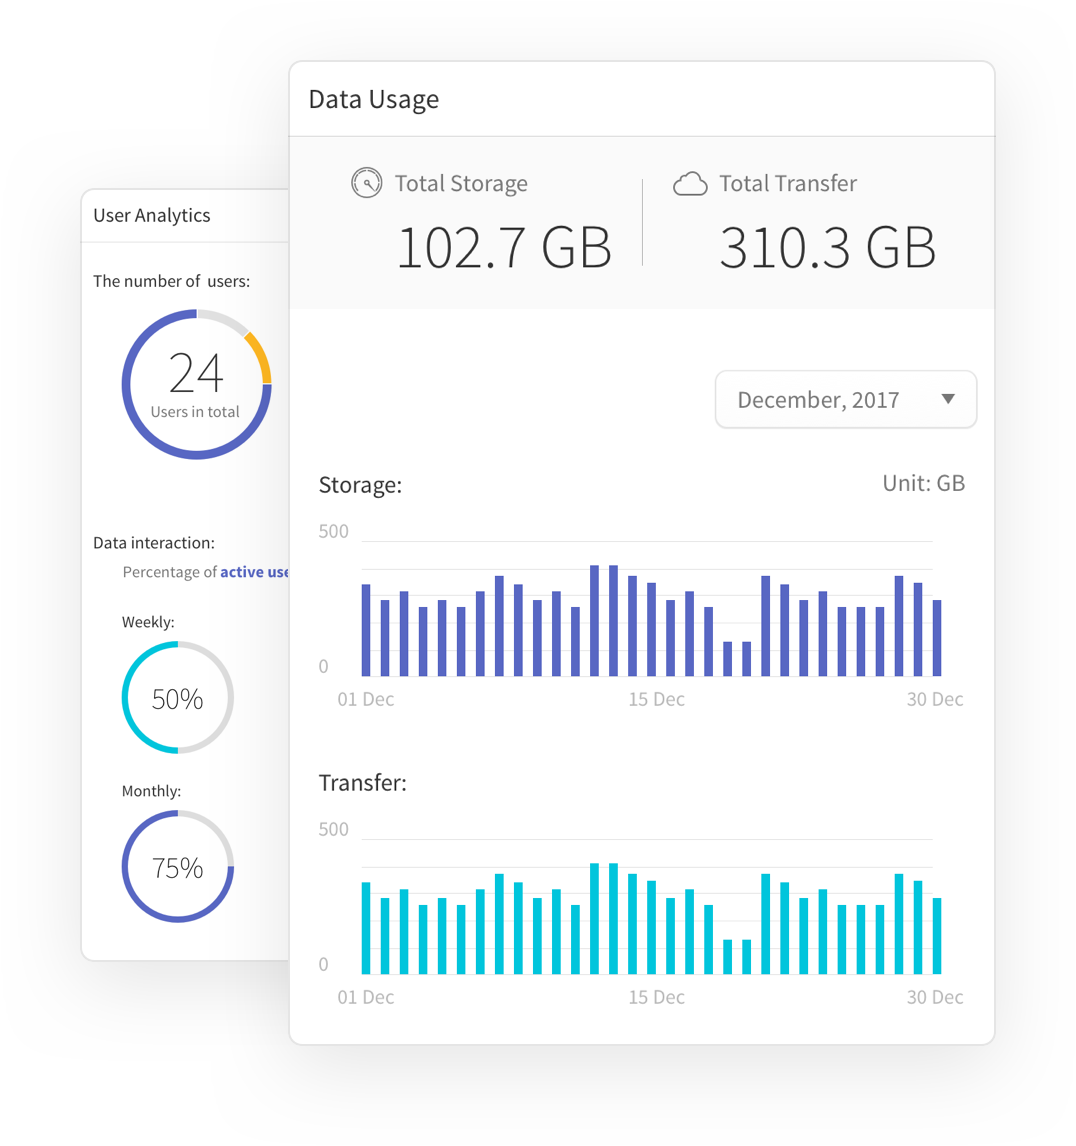 Data Usage
Total Storage
102.7 GB
Total Transfer
310.3 GB
December, 2017
Storage:
Unit: GB
500
0
01 Dec
15 Dec
30 Dec
Transfer:
500
0
01 Dec
15 Dec
30 Dec
User Analytics
The number of users:
24
Users in total
Data interaction:
Percentage of active use
Weekly:
50%
Monthly:
75%